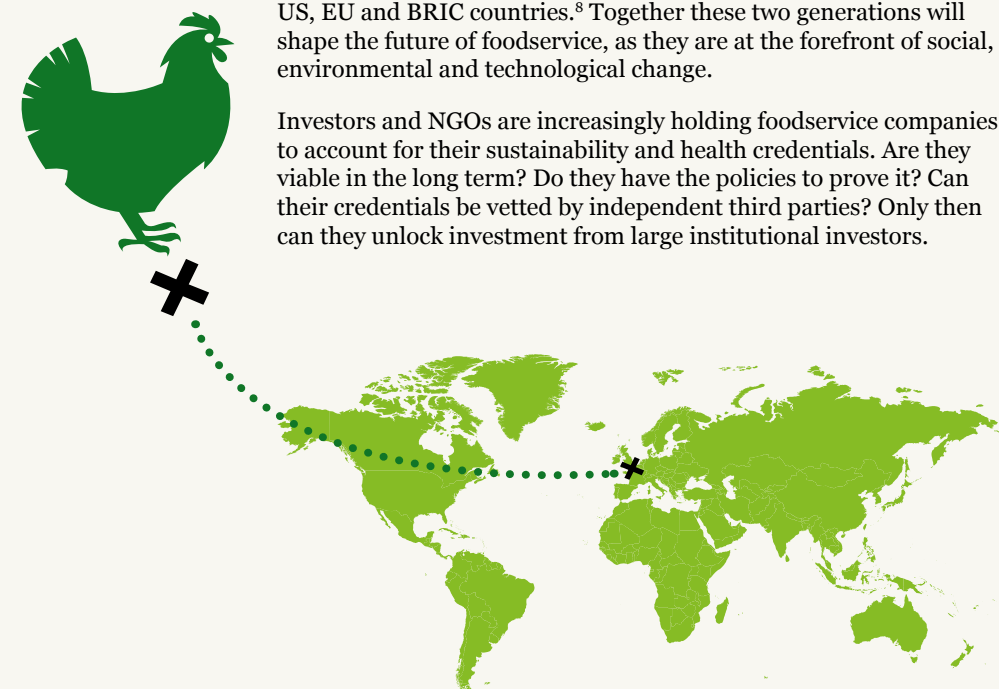 US, EU and BRIC countries.⁸ Together these two generations will
shape the future of foodservice, as they are at the forefront of social,
environmental and technological change.
Investors and NGOs are increasingly holding foodservice companies
to account for their sustainability and health credentials. Are they
viable in the long term? Do they have the policies to prove it? Can
their credentials be vetted by independent third parties? Only then
can they unlock investment from large institutional investors.